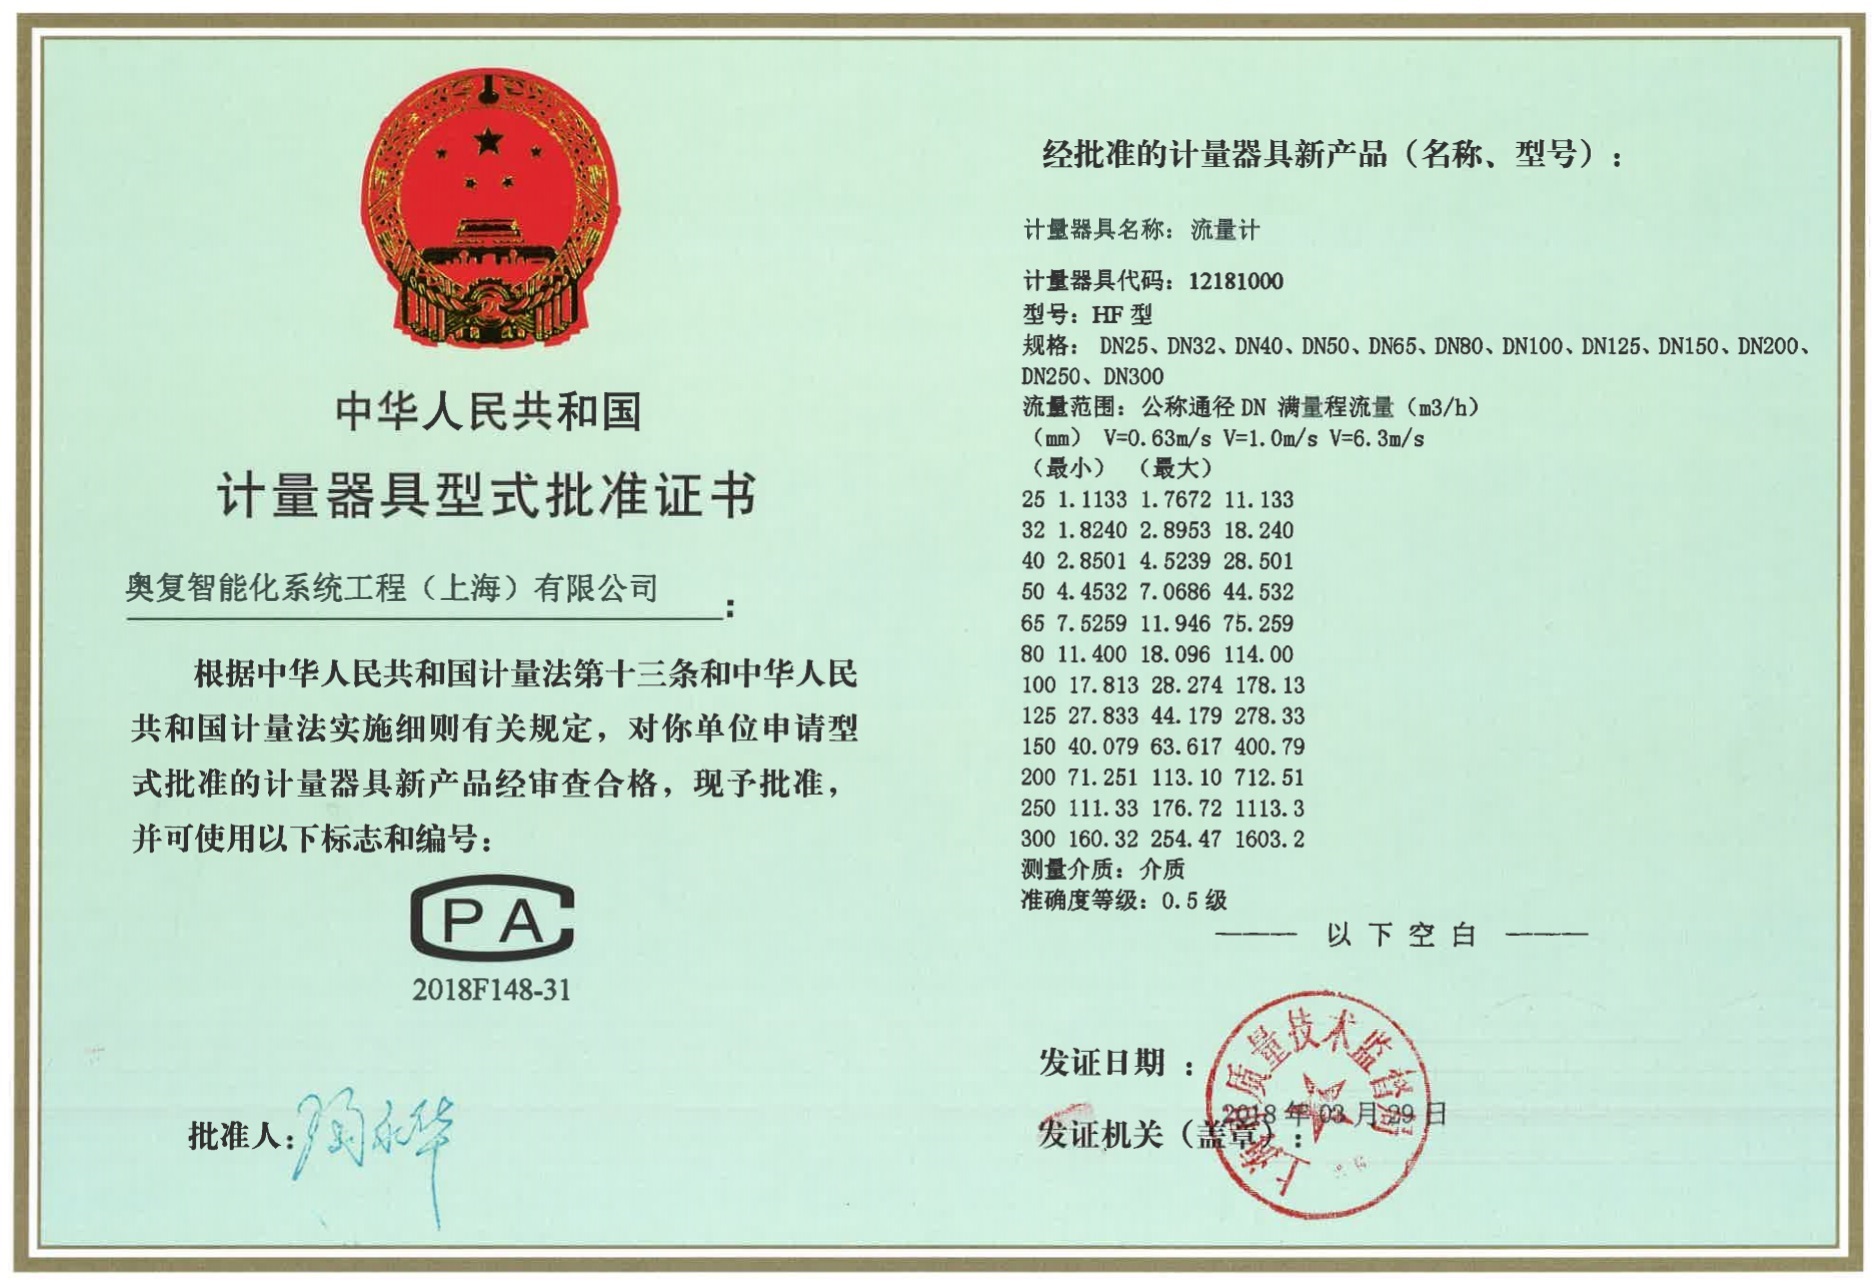 中华人民共和国
计量器具型式批准证书
奥复智能化系统工程（上海）有限公司：
根据中华人民共和国计量法第十三条和中华人民
共和国计量法实施细则有关规定，对你单位申请型
式批准的计量器具新产品经审查合格，现予批准，
并可使用以下标志和编号：
CPA
2018F148-31
批准人：
经批准的计量器具新产品（名称、型号）：
计量器具名称：流量计
计量器具代码：12181000
型号：HF 型
规格： DN25、DN32、DN40、DN50、DN65、DN80、DN100、DN125、DN150、DN200、
DN250、DN300
流量范围：公称通径 DN 满量程流量（m3/h）
（mm） V=0.63m/s V=1.0m/s V=6.3m/s
（最小） （最大）
25 1.1133 1.7672 11.133
32 1.8240 2.8953 18.240
40 2.8501 4.5239 28.501
50 4.4532 7.0686 44.532
65 7.5259 11.946 75.259
80 11.400 18.096 114.00
100 17.813 28.274 178.13
125 27.833 44.179 278.33
150 40.079 63.617 400.79
200 71.251 113.10 712.51
250 111.33 176.72 1113.3
300 160.32 254.47 1603.2
测量介质：介质
准确度等级：0.5 级
以下空白
发证日期：
2018 年 03 月 29 日
发证机关（盖章）：
上海市质量技术监督局